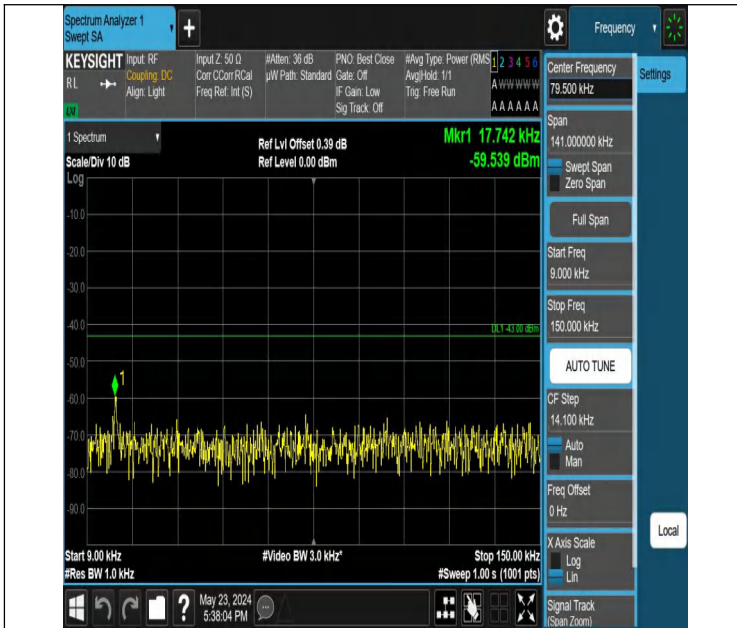 Spectrum Analyzer 1
Swept SA
+
Frequency
KEYSIGHT
RL
Input: RF
Coupling: DC
Align: Light
Input Z: 50 Ω
Corr CCorr RCal
Freq Ref: Int (S)
#Atten: 36 dB
µW Path: Standard
PNO: Best Close
Gate: Off
IF Gain: Low
Sig Track: Off
#Avg Type: Power (RMS
Avg|Hold: 1/1
Trig: Free Run
1 2 3 4 5 6
A W W W W W
A A A A A A
1 Spectrum
Scale/Div 10 dB
Ref Lvl Offset 0.39 dB
Ref Level 0.00 dBm
Mkr1 17.742 kHz
-59.539 dBm
Log
-10.0
-20.0
-30.0
-40.0
-50.0
-60.0
-70.0
-80.0
-90.0
DL1 -43.00 dBm
1
Start 9.00 kHz
#Res BW 1.0 kHz
#Video BW 3.0 kHz*
Stop 150.00 kHz
#Sweep 1.00 s (1001 pts)
?
May 23, 2024
5:38:04 PM
Center Frequency
79.500 kHz
Settings
Span
141.000000 kHz
Swept Span
Zero Span
Full Span
Start Freq
9.000 kHz
Stop Freq
150.000 kHz
AUTO TUNE
CF Step
14.100 kHz
Auto
Man
Freq Offset
0 Hz
X Axis Scale
Log
Lin
Local
Signal Track
(Span Zoom)